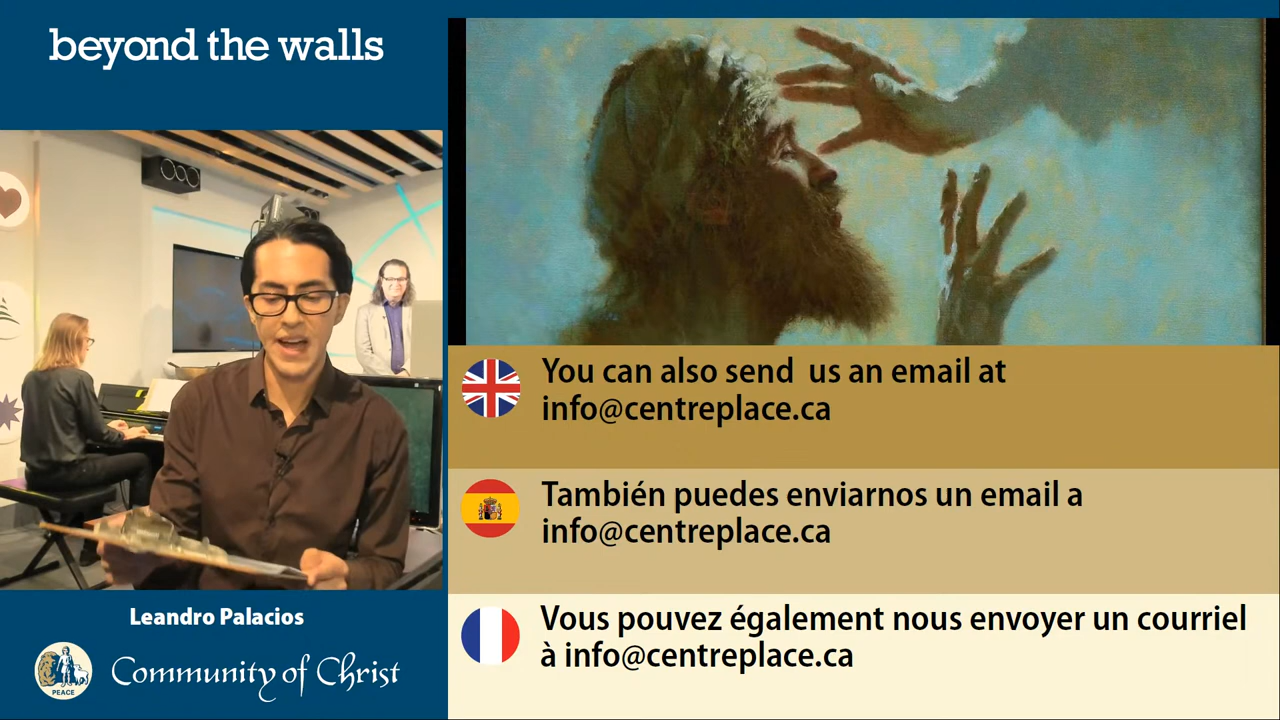 beyond the walls
You can also send  us an email at
info@centreplace.ca
También puedes enviarnos un email a
info@centreplace.ca
Vous pouvez également nous envoyer un courriel
à info@centreplace.ca
Leandro Palacios
PEACE
Community of Christ